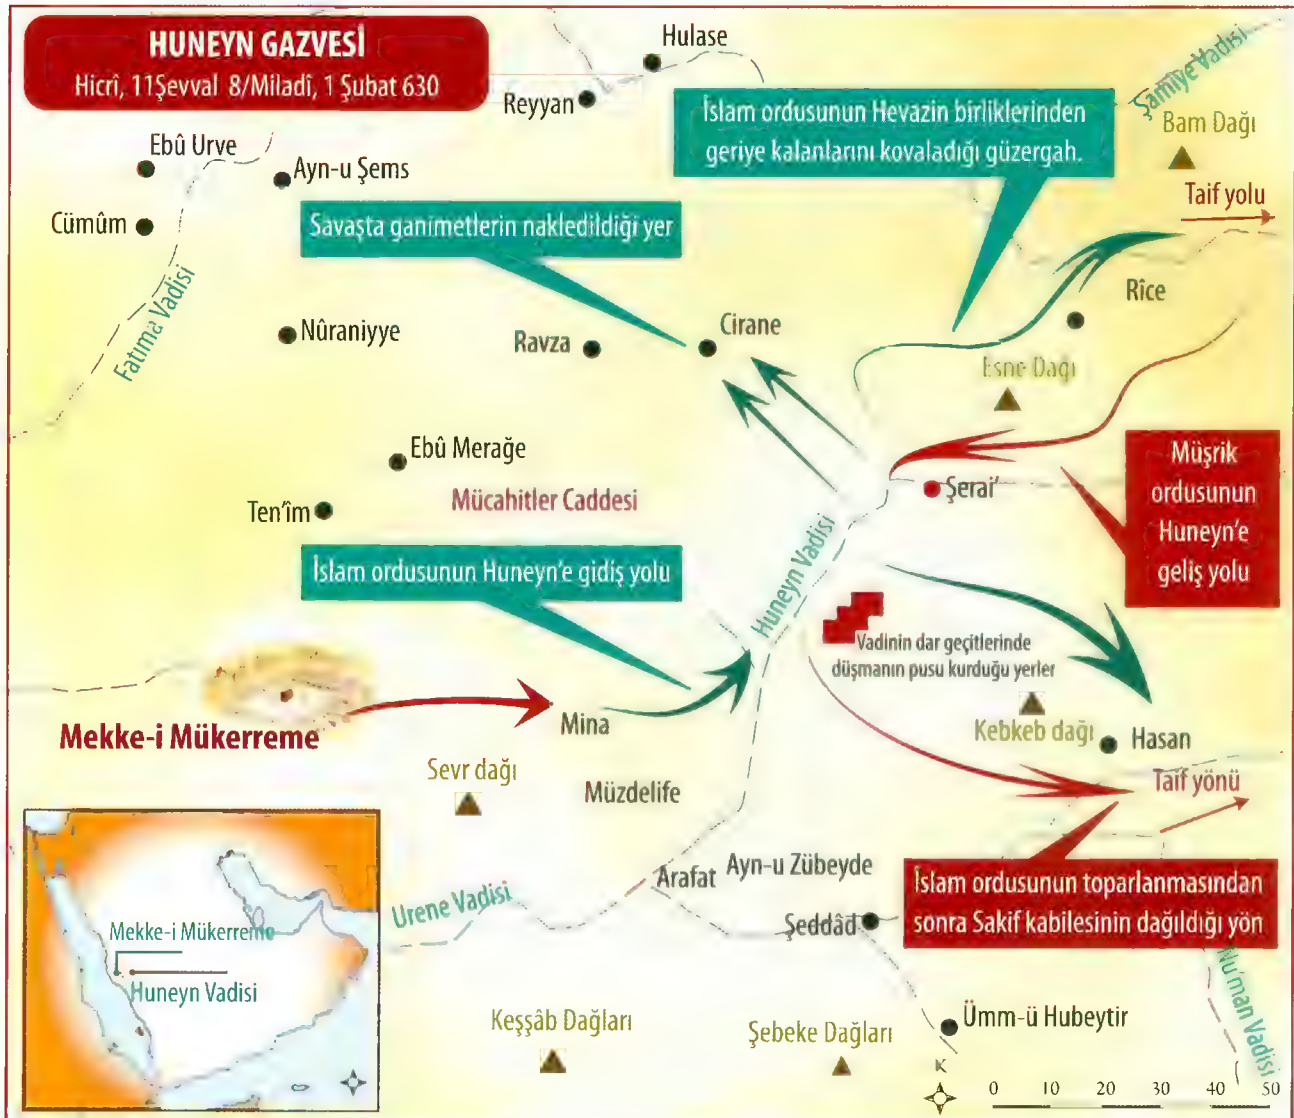 HUNEYN GAZVESİ
Hicrî, 11Şevval 8/Miladî, 1 Şubat 630
Hulase
Reyyan
Şamiye Vadisi
Bam Dağı
İslam ordusunun Hevazin birliklerinden
geriye kalanlarını kovaladığı güzergah.
Ebû Urve
Ayn-u Şems
Taif yolu
Cümûm
Savaşta ganimetlerin nakledildiği yer
Fatıma Vadisi
Rîce
Nûraniyye
Ravza
Cirane
Esne Dağı
Ebû Merağe
Mücahitler Caddesi
Ten'îm
Şerai'
Müşrik
ordusunun
Huneyn'e
geliş yolu
İslam ordusunun Huneyn'e gidiş yolu
Huneyn Vadisi
Vadinin dar geçitlerinde
düşmanın pusu kurduğu yerler
Mekke-i Mükerreme
Mina
Kebkeb dağı
Hasan
Sevr dağı
Müzdelife
Taif yönü
Arafat
Ayn-u Zübeyde
Urene Vadisi
Şeddâd
İslam ordusunun toparlanmasından
sonra Sakif kabilesinin dağıldığı yön
Mekke-i Mükerreme
Huneyn Vadisi
Nu'man Vadisi
Keşşâb Dağları
Şebeke Dağları
Ümm-ü Hubeytir
K
0 10 20 30 40 50